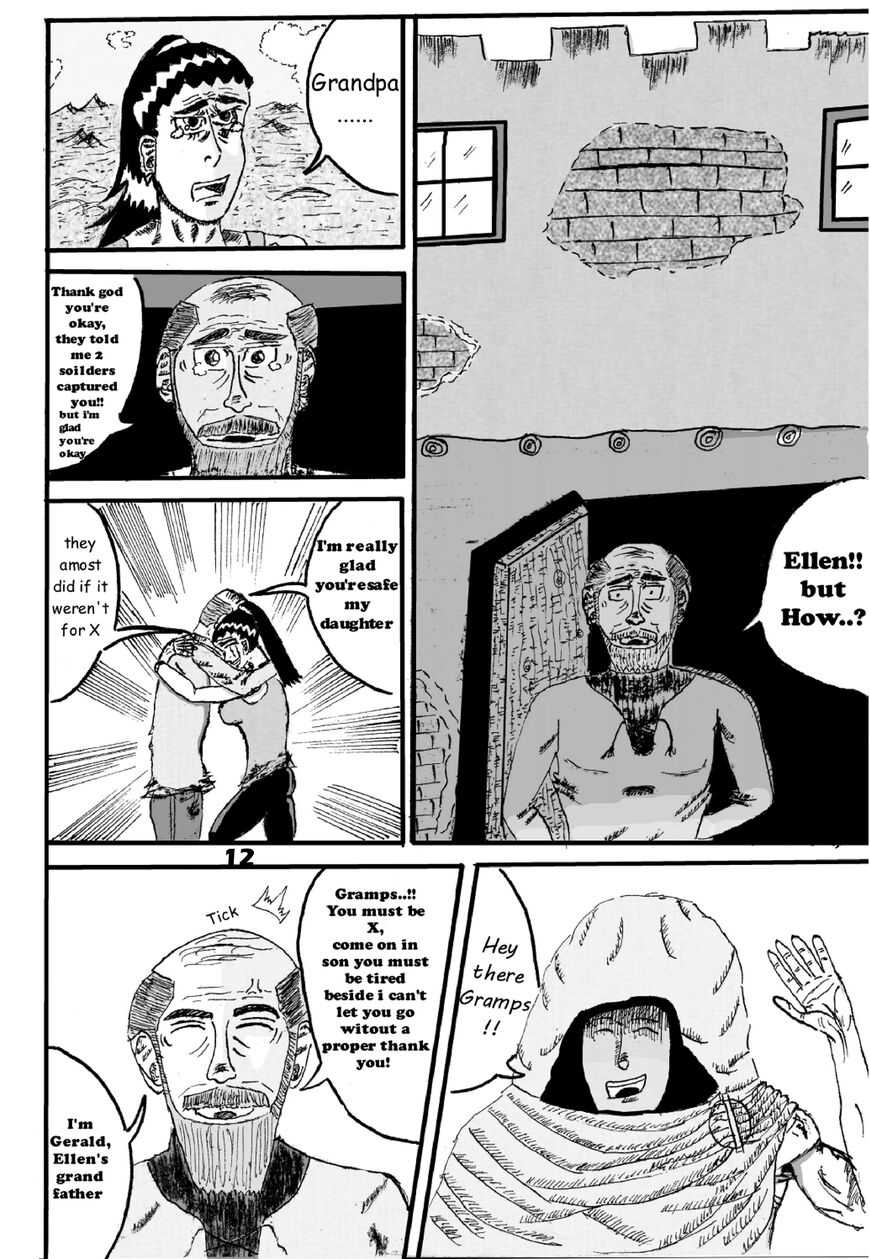 Ellen!!
but
How..?
Grandpa
......
Thank god
you're
okay,
they told
me 2
soilders
captured
you!!
but i'm
glad
you're
okay
I'm really
glad
you'resafe
my
daughter
they
amost
did if it
weren't
for X
12
Hey
there
Gramps
!!
Gramps..!!
You must be
X,
come on in
son you must
be tired
beside i can't
let you go
witout a
proper thank
you!
Tick
I'm
Gerald,
Ellen's
grand
father